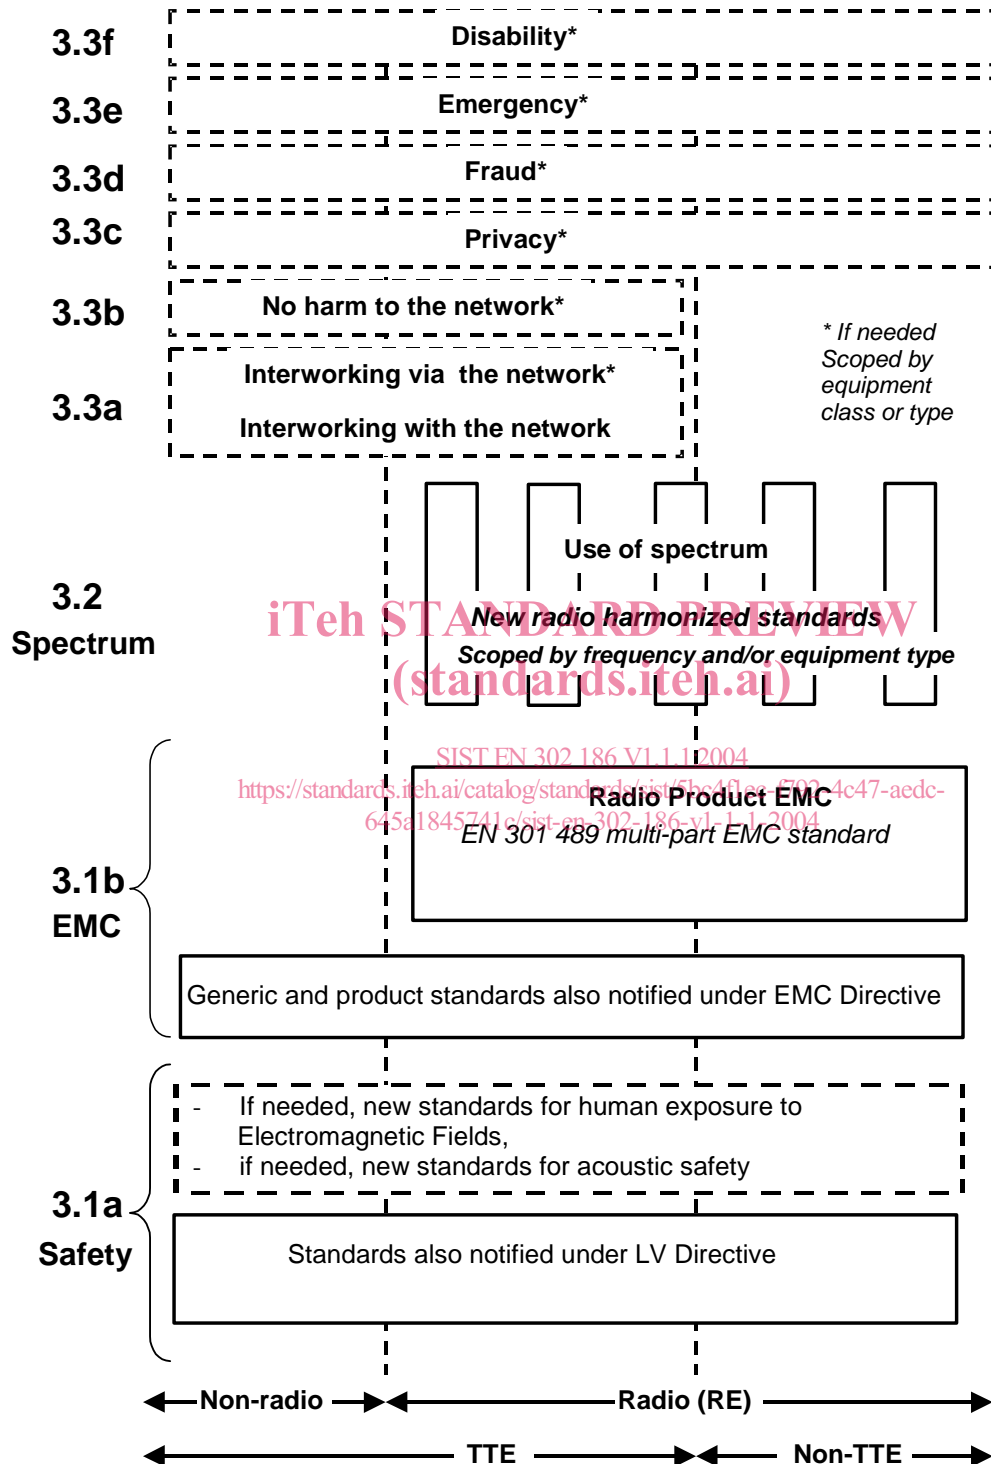 3.3f
Disability*
3.3e
Emergency*
3.3d
Fraud*
3.3c
Privacy*
3.3b
No harm to the network*
* If needed
Scoped by
equipment
class or type
3.3a
Interworking via the network*
Interworking with the network
Use of spectrum
3.2
Spectrum
New radio harmonized standards
Scoped by frequency and/or equipment type
iTeh STANDARD PREVIEW
(standards.iteh.ai)
SIST EN 302 186 V1.1.1:2004
https://standards.iteh.ai/catalog/standards/sist/5bc4f1ec-f792-4c47-aedc-
645a1845741c/sist-en-302-186-v1-1-1-2004
Radio Product EMC
EN 301 489 multi-part EMC standard
3.1b
EMC
Generic and product standards also notified under EMC Directive
- If needed, new standards for human exposure to
Electromagnetic Fields,
- if needed, new standards for acoustic safety
3.1a
Safety
Standards also notified under LV Directive
Non-radio
Radio (RE)
TTE
Non-TTE